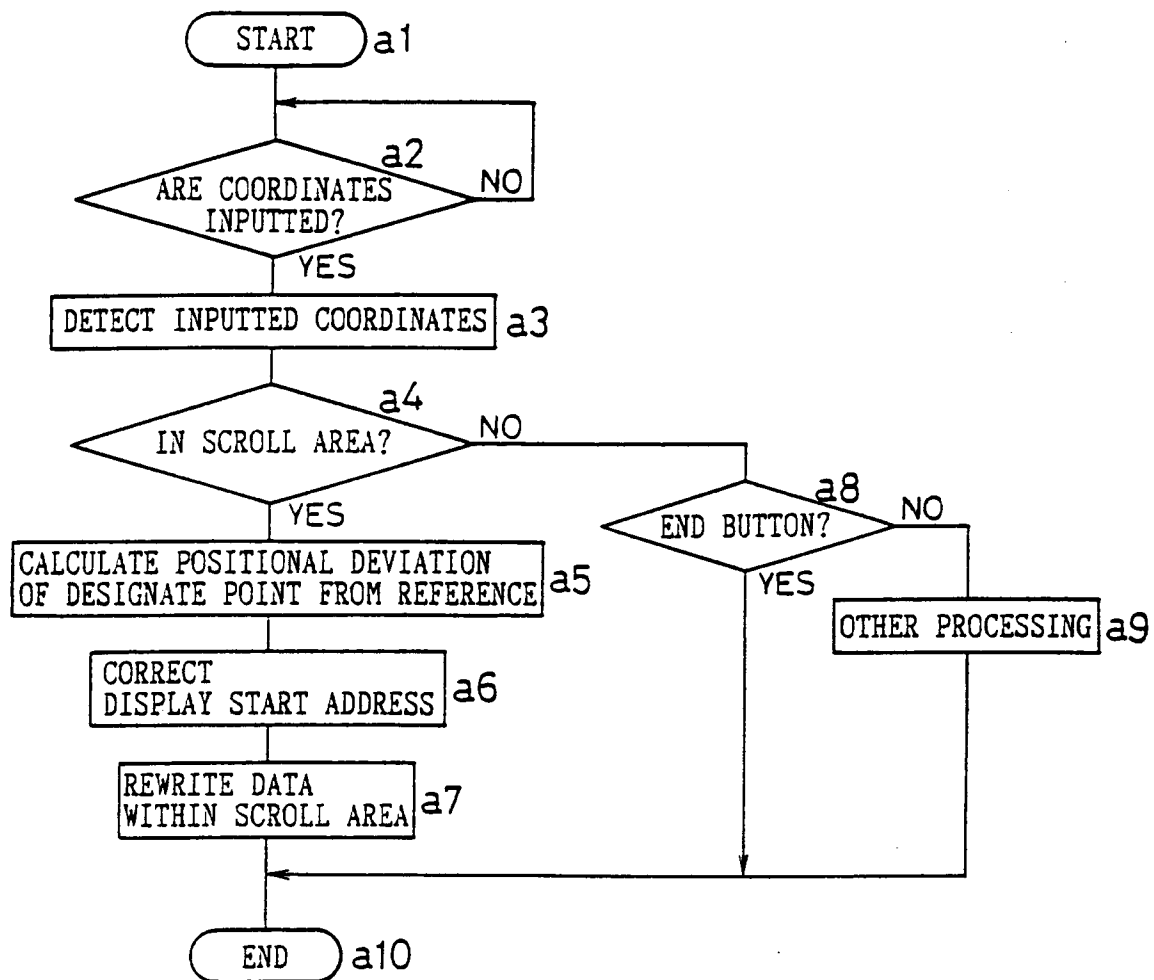 START a1
a2
ARE COORDINATES
INPUTTED?
NO
YES
DETECT INPUTTED COORDINATES a3
a4
IN SCROLL AREA?
NO
YES
a8
END BUTTON?
NO
YES
CALCULATE POSITIONAL DEVIATION
OF DESIGNATE POINT FROM REFERENCE a5
OTHER PROCESSING a9
CORRECT
DISPLAY START ADDRESS a6
REWRITE DATA
WITHIN SCROLL AREA a7
END a10